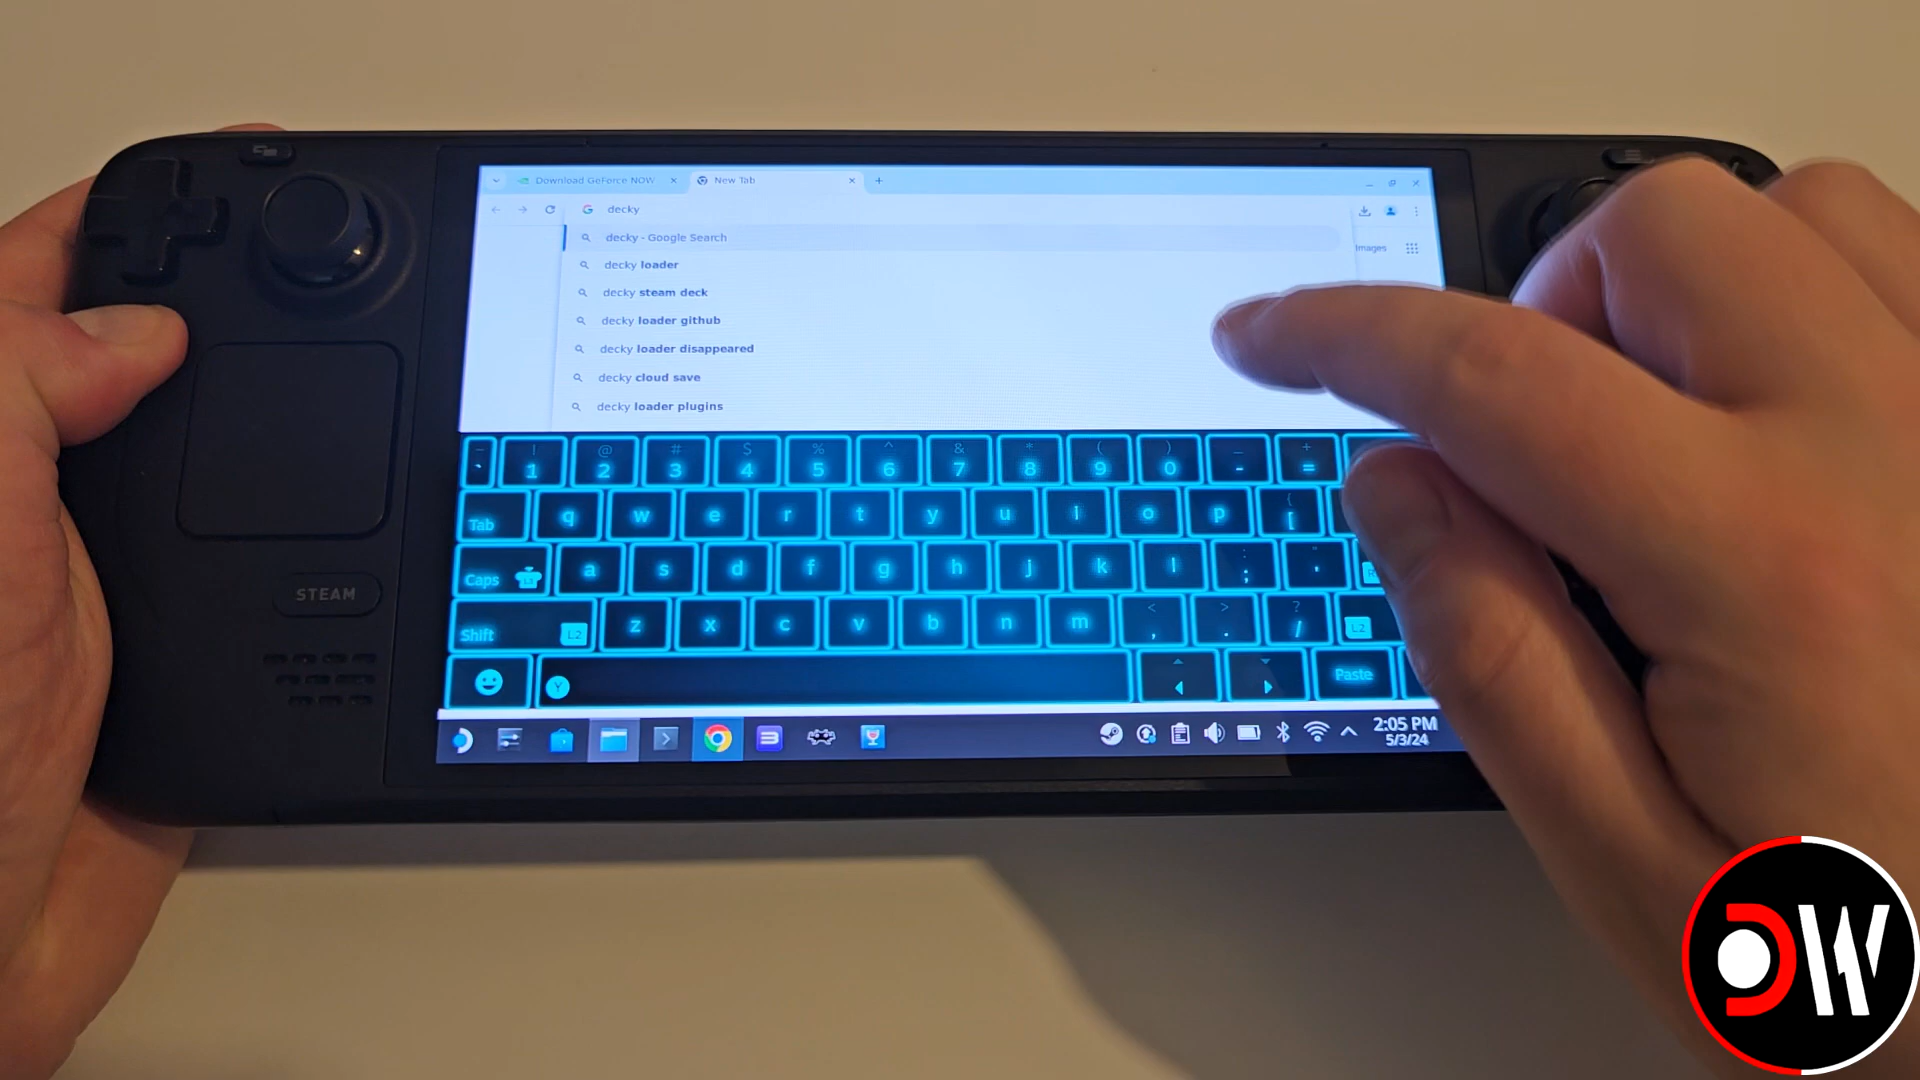 Download GeForce NOW
New Tab
decky
decky - Google Search
Images
decky loader
decky steam deck
decky loader github
decky loader disappeared
decky cloud save
decky loader plugins
~ ! @ # $ % ^ & * ( ) _ +
` 1 2 3 4 5 6 7 8 9 0 - =
Tab q w e r t y u i o p { [
Caps L3 a s d f g h j k l : ; " '
Shift L2 z x c v b n m < , > . ? / L2
Y Paste
STEAM
2:05 PM
5/3/24
DW